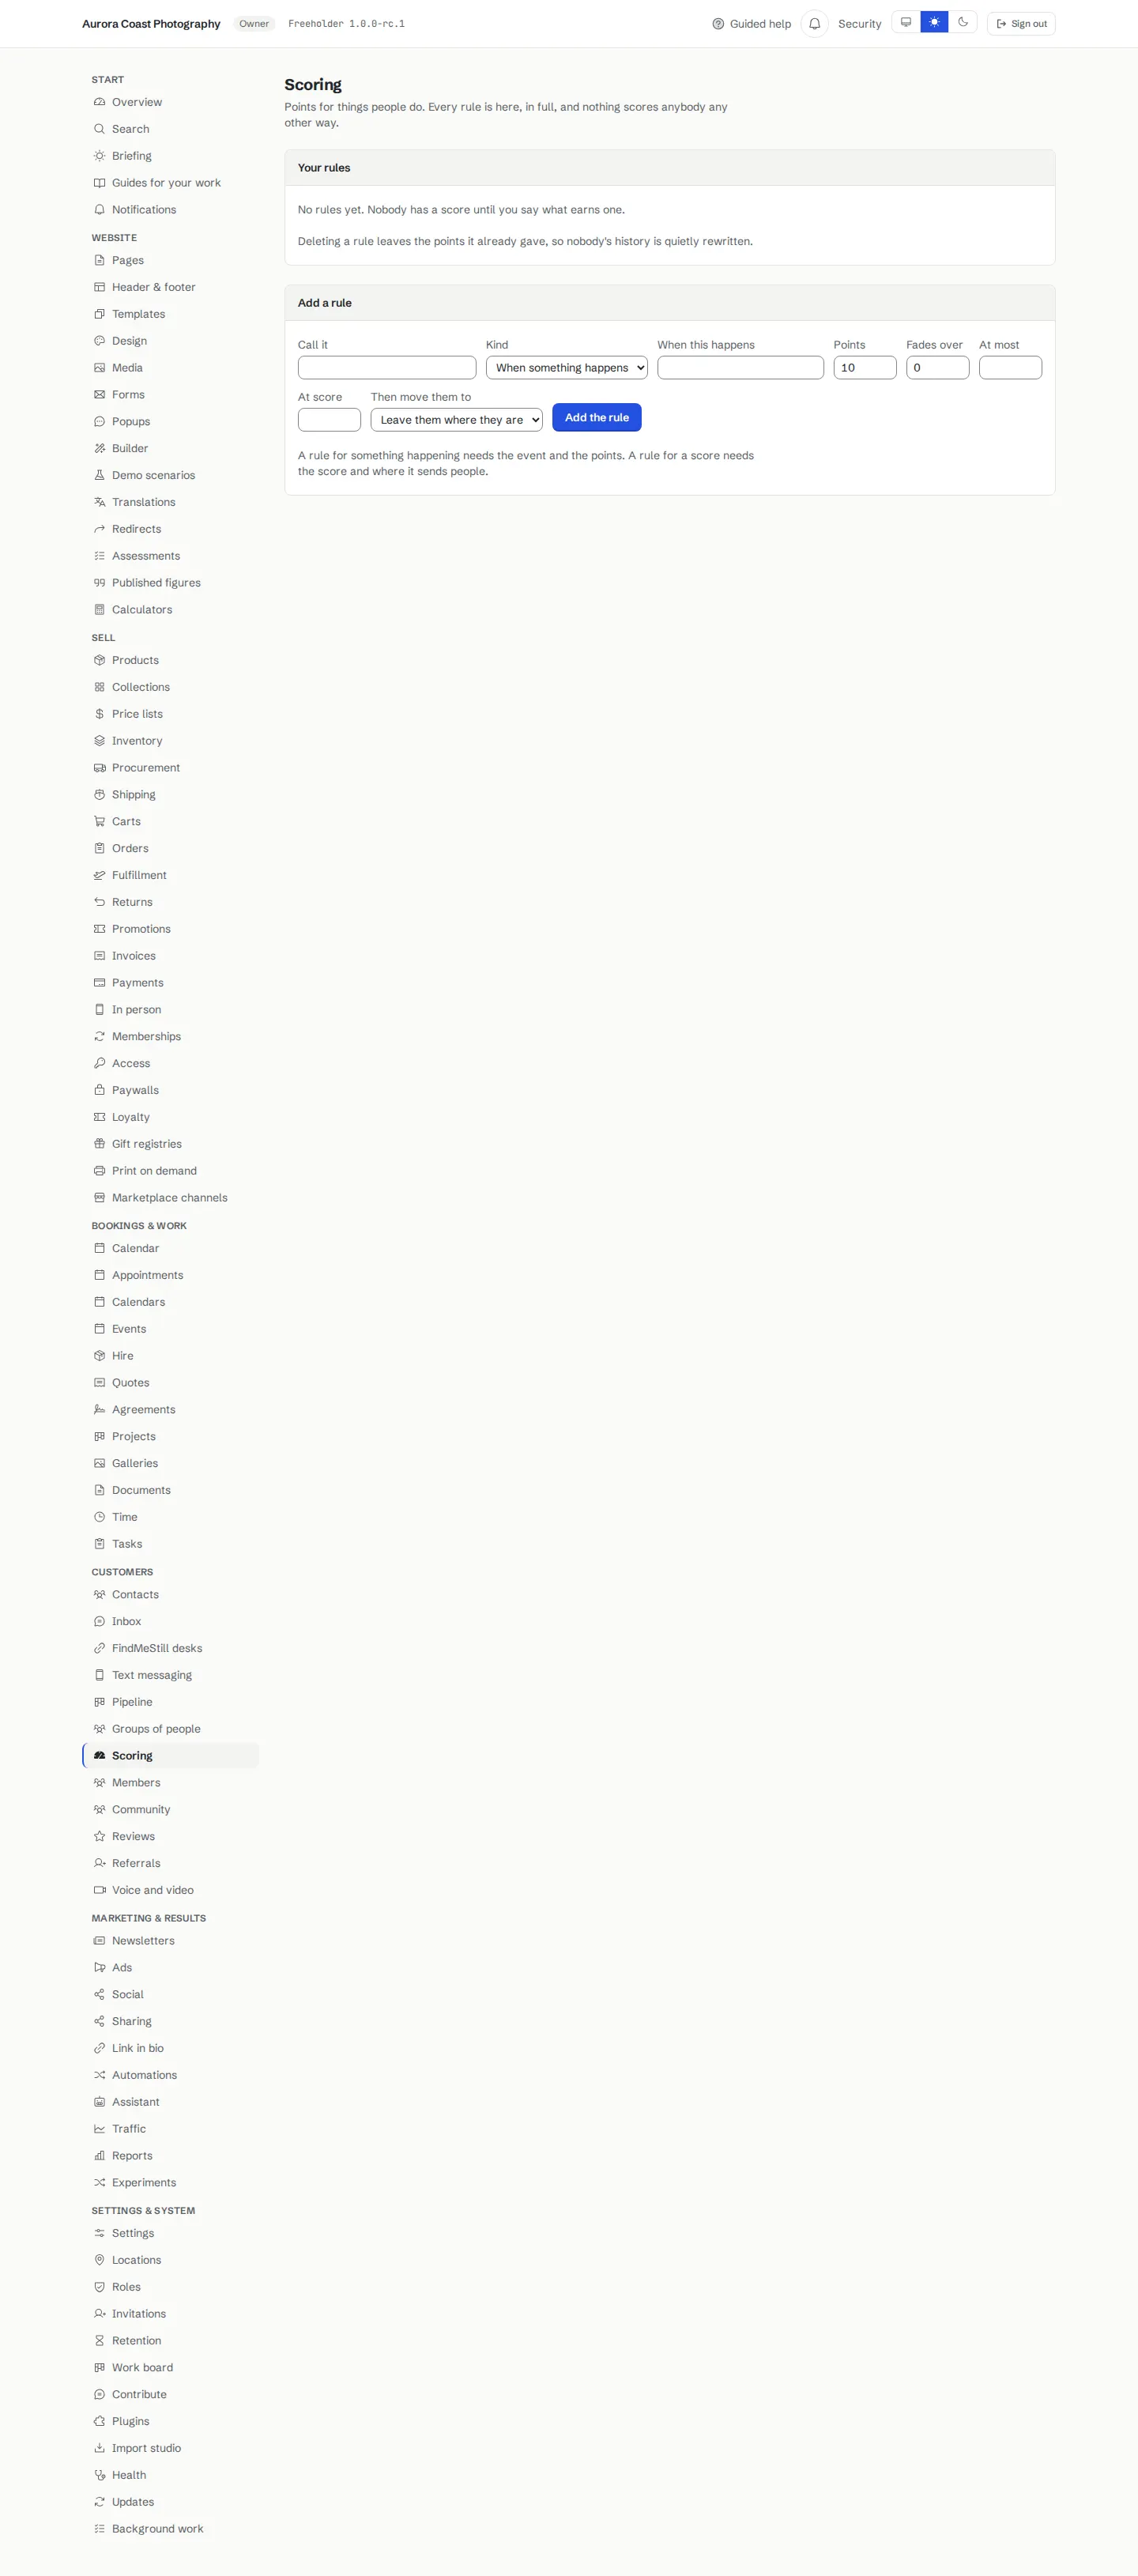 Aurora Coast Photography Owner Freeholder 1.0.0-rc.1 Guided help Security Sign out
START
Overview
Search
Briefing
Guides for your work
Notifications
WEBSITE
Pages
Header & footer
Templates
Design
Media
Forms
Popups
Builder
Demo scenarios
Translations
Redirects
Assessments
Published figures
Calculators
SELL
Products
Collections
Price lists
Inventory
Procurement
Shipping
Carts
Orders
Fulfillment
Returns
Promotions
Invoices
Payments
In person
Memberships
Access
Paywalls
Loyalty
Gift registries
Print on demand
Marketplace channels
BOOKINGS & WORK
Calendar
Appointments
Calendars
Events
Hire
Quotes
Agreements
Projects
Galleries
Documents
Time
Tasks
CUSTOMERS
Contacts
Inbox
FindMeStill desks
Text messaging
Pipeline
Groups of people
Scoring
Members
Community
Reviews
Referrals
Voice and video
MARKETING & RESULTS
Newsletters
Ads
Social
Sharing
Link in bio
Automations
Assistant
Traffic
Reports
Experiments
SETTINGS & SYSTEM
Settings
Locations
Roles
Invitations
Retention
Work board
Contribute
Plugins
Import studio
Health
Updates
Background work
Scoring
Points for things people do. Every rule is here, in full, and nothing scores anybody any
other way.
Your rules
No rules yet. Nobody has a score until you say what earns one.
Deleting a rule leaves the points it already gave, so nobody's history is quietly rewritten.
Add a rule
Call it Kind When this happens Points Fades over At most
When something happens 10 0
At score Then move them to
Leave them where they are Add the rule
A rule for something happening needs the event and the points. A rule for a score needs
the score and where it sends people.